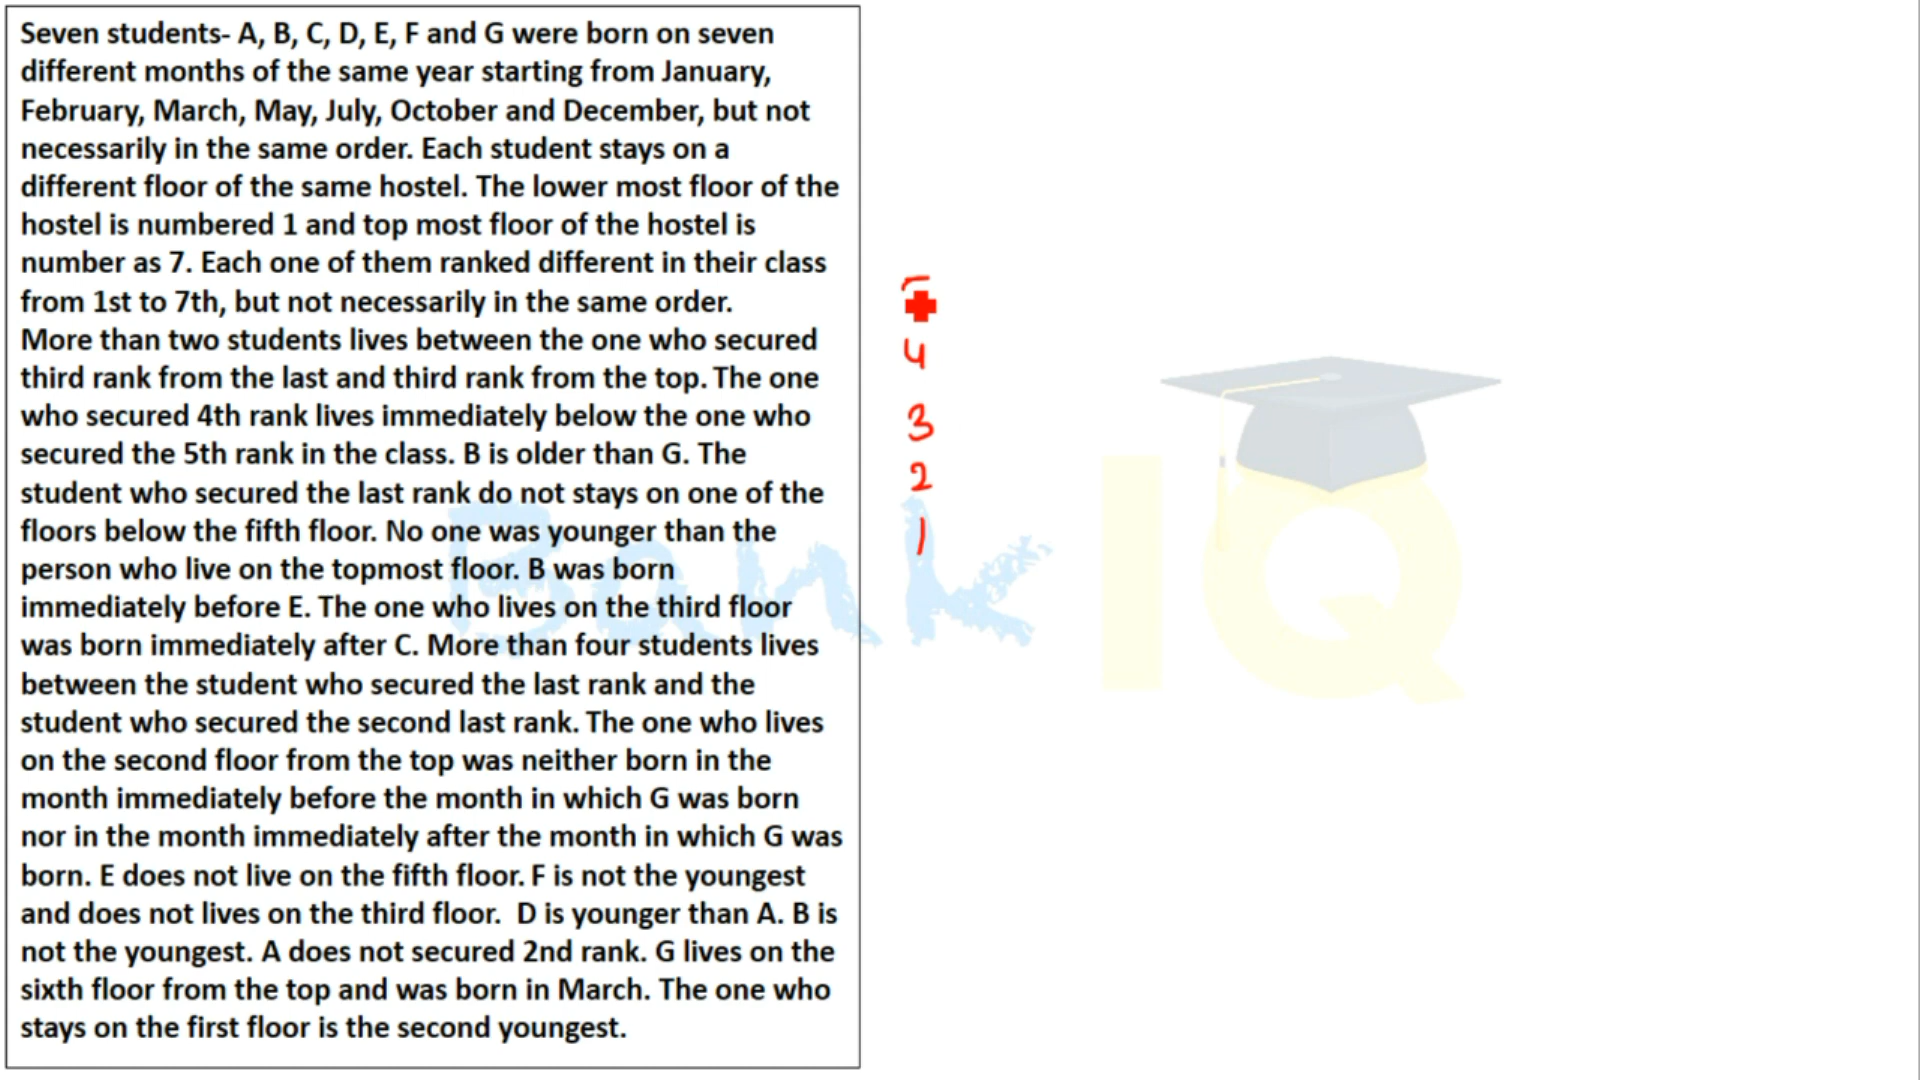 Seven students- A, B, C, D, E, F and G were born on seven
different months of the same year starting from January,
February, March, May, July, October and December, but not
necessarily in the same order. Each student stays on a
different floor of the same hostel. The lower most floor of the
hostel is numbered 1 and top most floor of the hostel is
number as 7. Each one of them ranked different in their class
from 1st to 7th, but not necessarily in the same order.
More than two students lives between the one who secured
third rank from the last and third rank from the top. The one
who secured 4th rank lives immediately below the one who
secured the 5th rank in the class. B is older than G. The
student who secured the last rank do not stays on one of the
floors below the fifth floor. No one was younger than the
person who live on the topmost floor. B was born
immediately before E. The one who lives on the third floor
was born immediately after C. More than four students lives
between the student who secured the last rank and the
student who secured the second last rank. The one who lives
on the second floor from the top was neither born in the
month immediately before the month in which G was born
nor in the month immediately after the month in which G was
born. E does not live on the fifth floor. F is not the youngest
and does not lives on the third floor. D is younger than A. B is
not the youngest. A does not secured 2nd rank. G lives on the
sixth floor from the top and was born in March. The one who
stays on the first floor is the second youngest.
4
3
2
1
Bank IQ